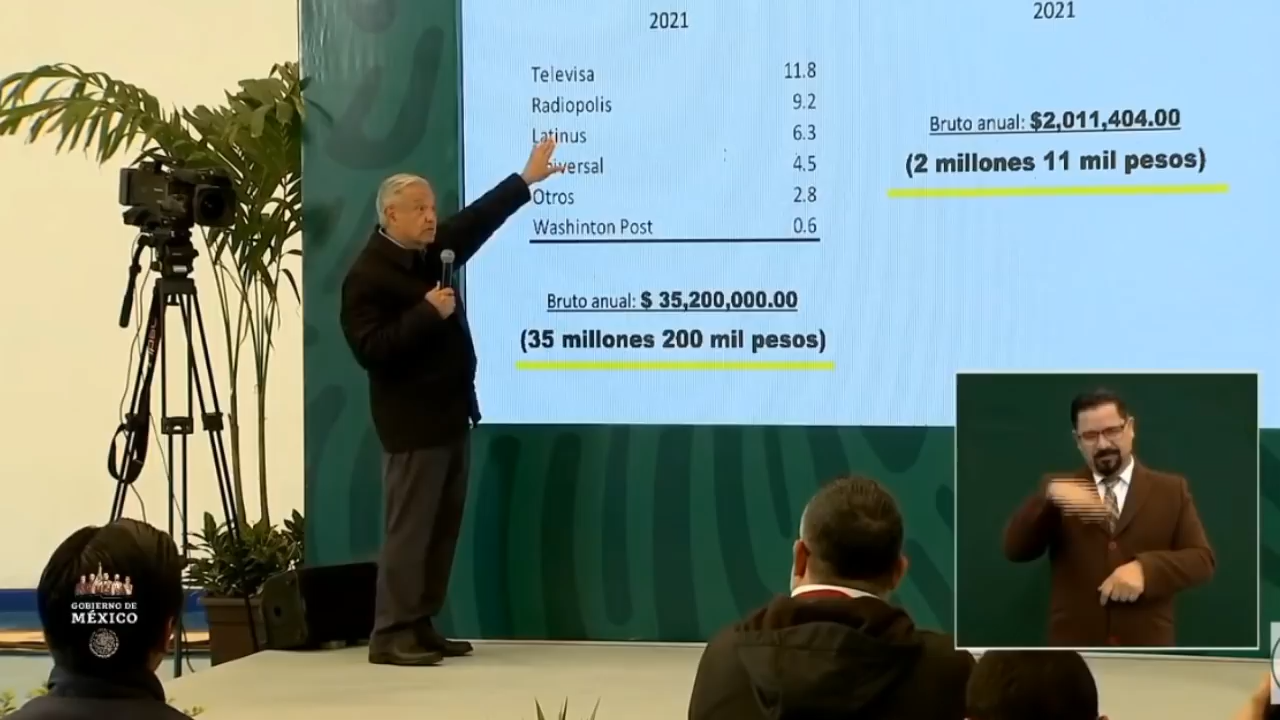 2021
Televisa 11.8
Radiopolis 9.2
Latinus 6.3
Universal 4.5
Otros 2.8
Washinton Post 0.6
Bruto anual: $ 35,200,000.00
(35 millones 200 mil pesos)
2021
Bruto anual: $2,011,404.00
(2 millones 11 mil pesos)
GOBIERNO DE
MÉXICO